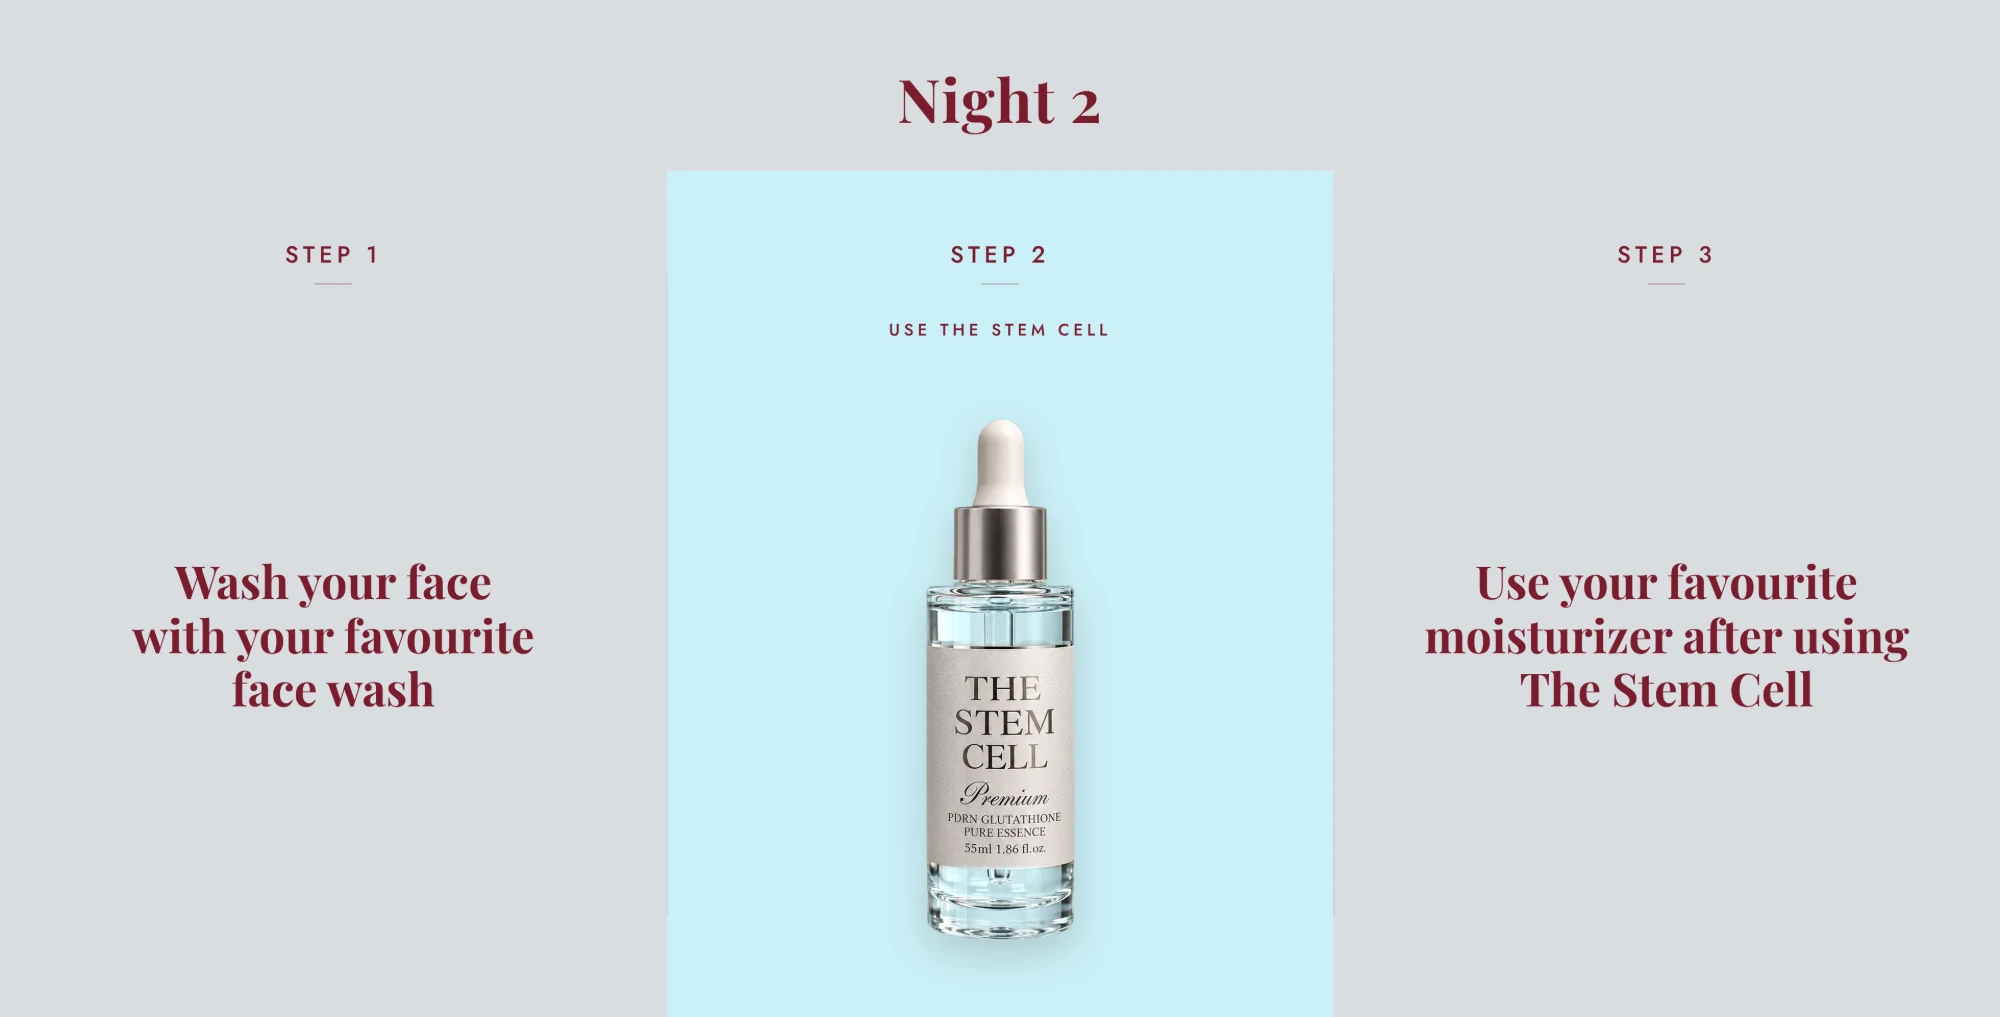 Night 2
STEP 1
Wash your face
with your favourite
face wash
STEP 2
USE THE STEM CELL
THE
STEM
CELL
Premium
PDRN GLUTATHIONE
PURE ESSENCE
55ml 1.86 fl.oz.
STEP 3
Use your favourite
moisturizer after using
The Stem Cell